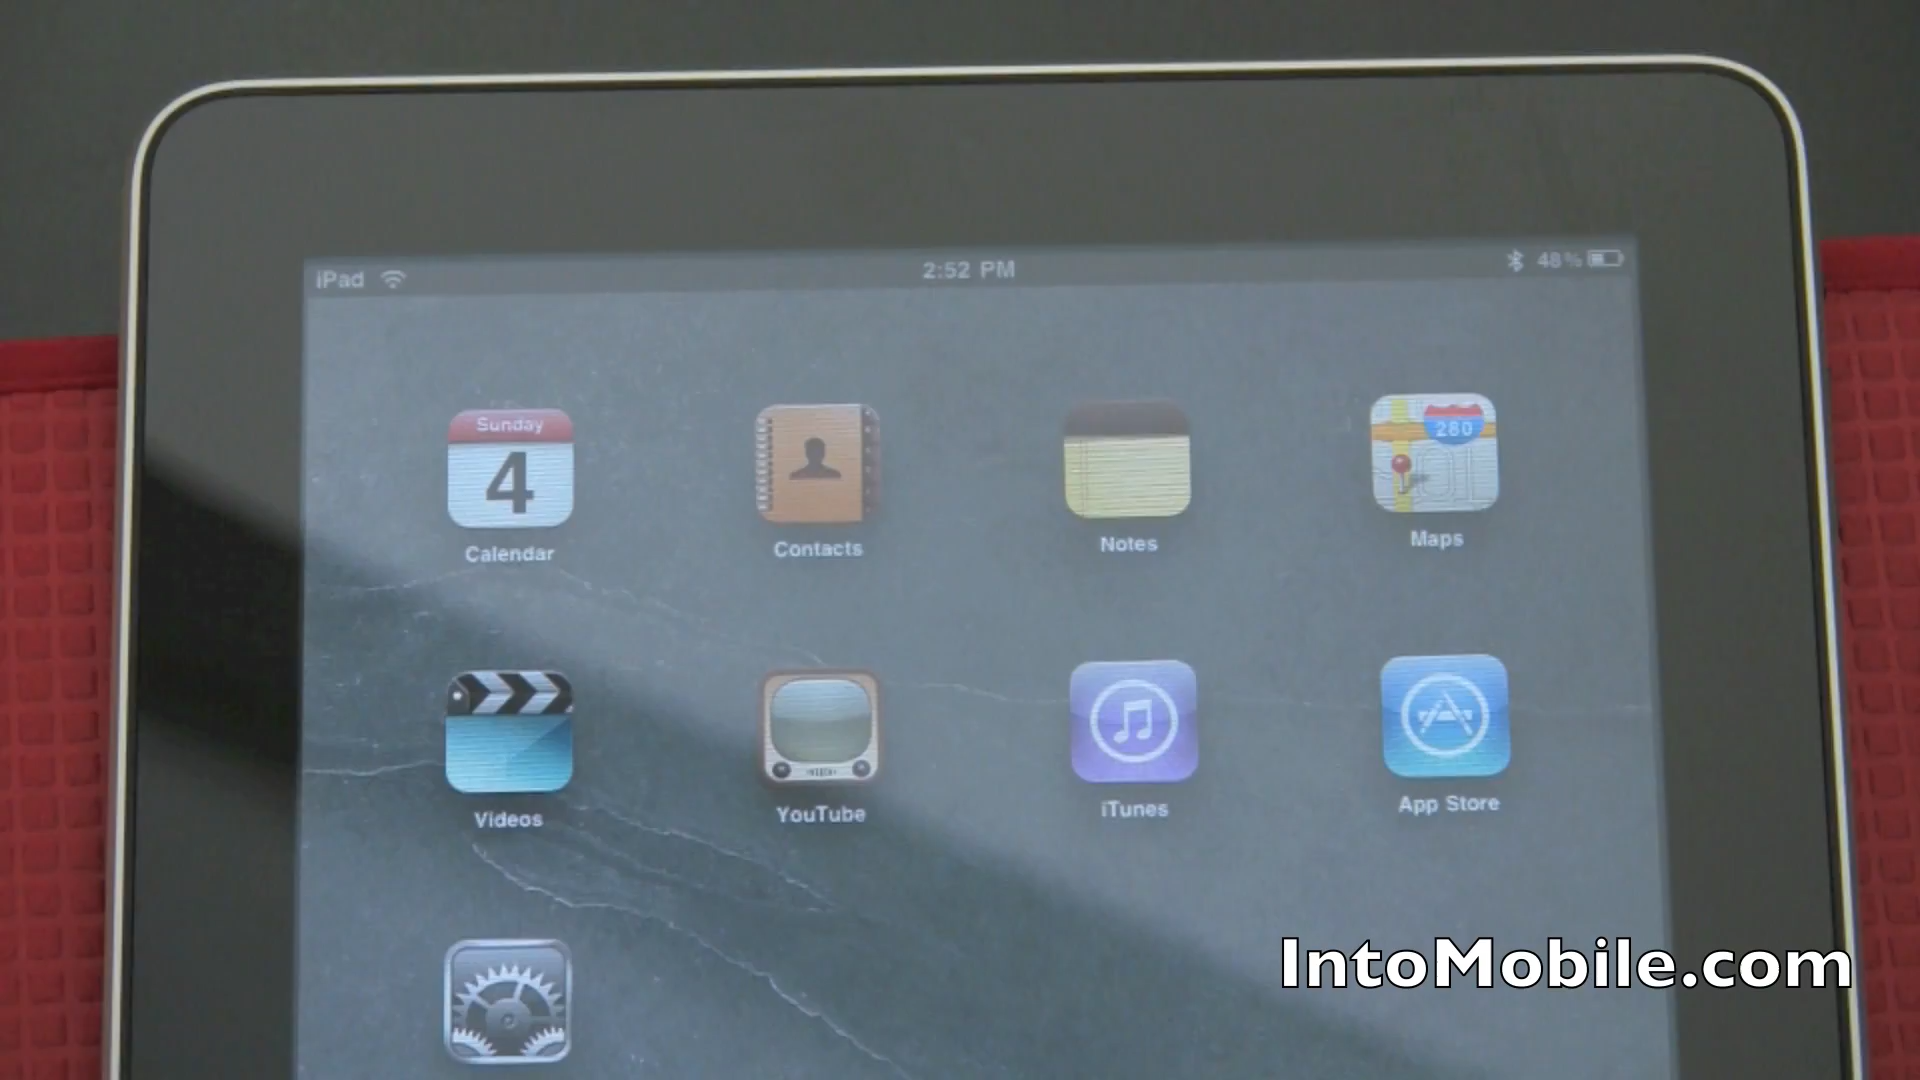 iPad
2:52 PM
48%
Sunday
4
280
Calendar
Contacts
Notes
Maps
Videos
YouTube
iTunes
App Store
IntoMobile.com